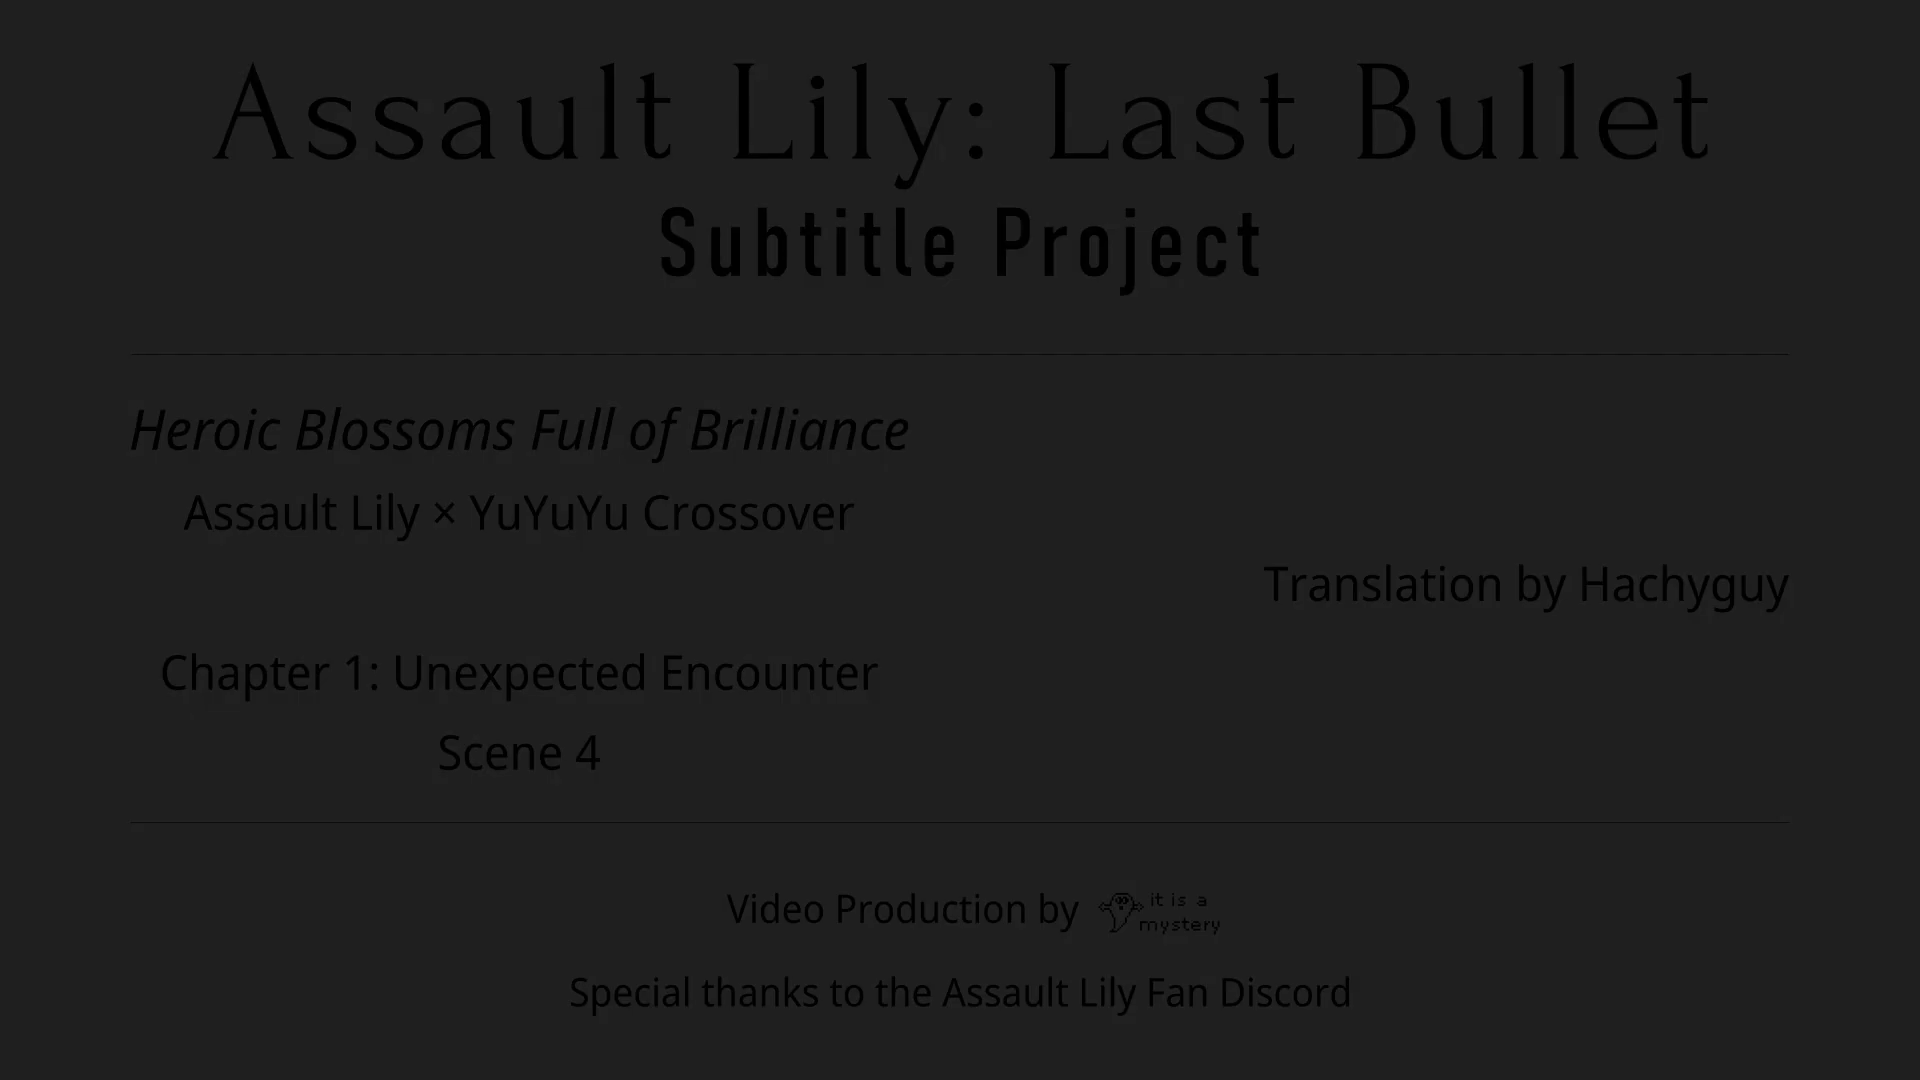 Assault Lily: Last Bullet
Subtitle Project
Heroic Blossoms Full of Brilliance
Assault Lily × YuYuYu Crossover
Translation by Hachyguy
Chapter 1: Unexpected Encounter
Scene 4
Video Production by it is a mystery
Special thanks to the Assault Lily Fan Discord